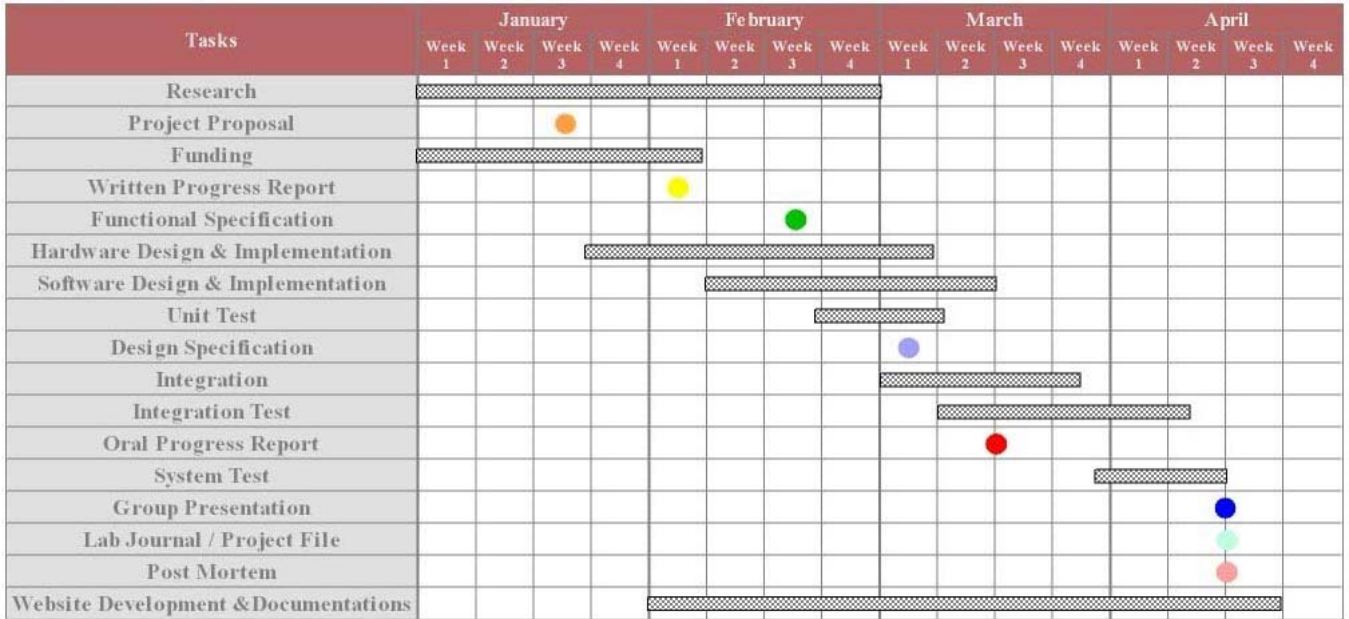 Tasks
January February March April
Week 1 Week 2 Week 3 Week 4 Week 1 Week 2 Week 3 Week 4 Week 1 Week 2 Week 3 Week 4 Week 1 Week 2 Week 3 Week 4
Research
Project Proposal
Funding
Written Progress Report
Functional Specification
Hardware Design & Implementation
Software Design & Implementation
Unit Test
Design Specification
Integration
Integration Test
Oral Progress Report
System Test
Group Presentation
Lab Journal / Project File
Post Mortem
Website Development &Documentations